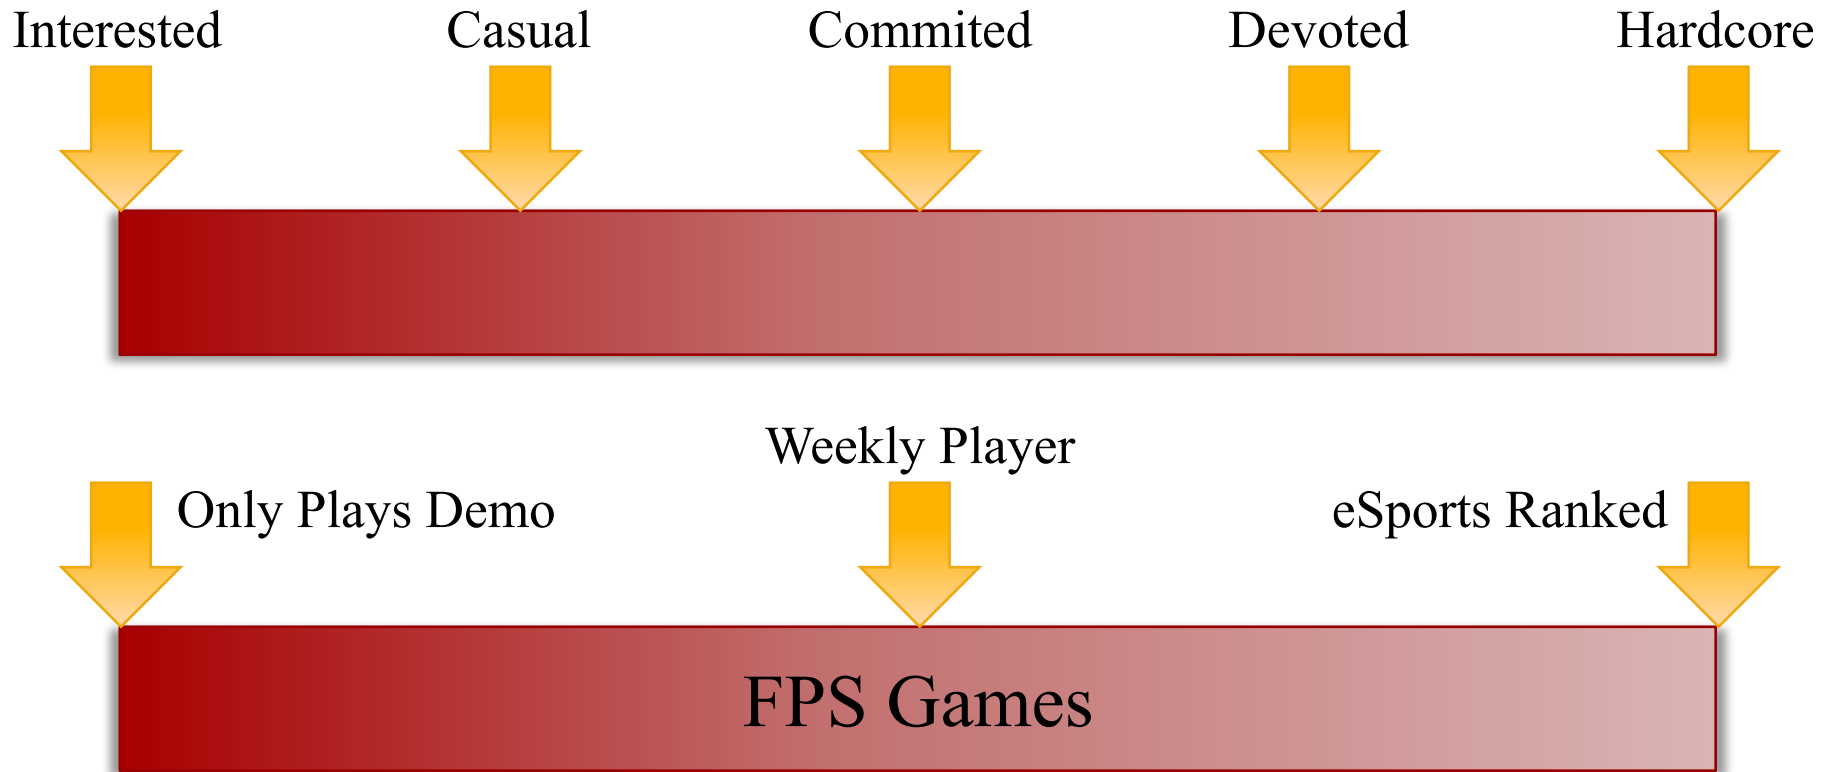 Interested
Casual
Commited
Devoted
Hardcore
Weekly Player
Only Plays Demo
eSports Ranked
FPS Games